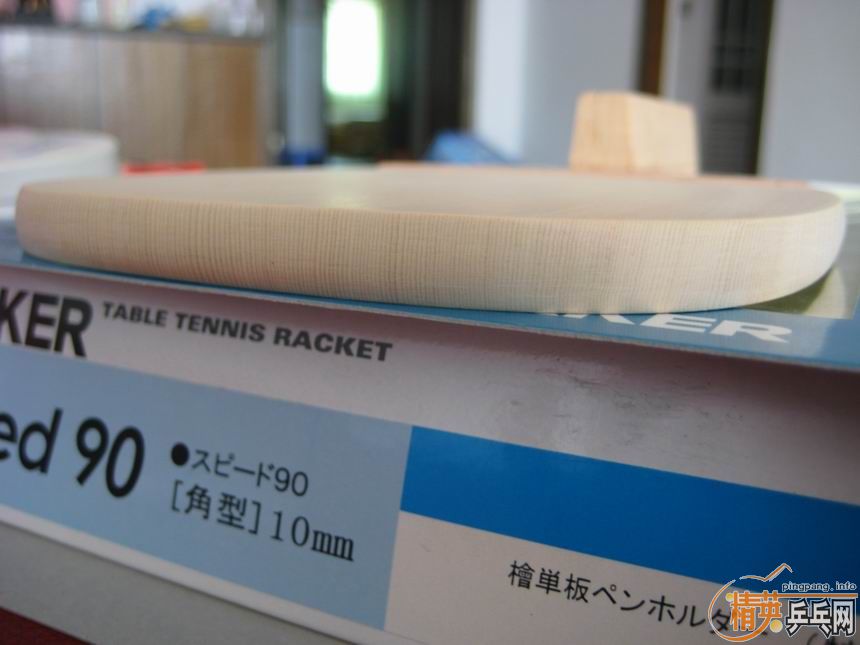 KER TABLE TENNIS RACKET
KER
ed 90
●スピード90
[角型]10mm
檜単板ペンホルダ
pingpang.info
精英乒乓网